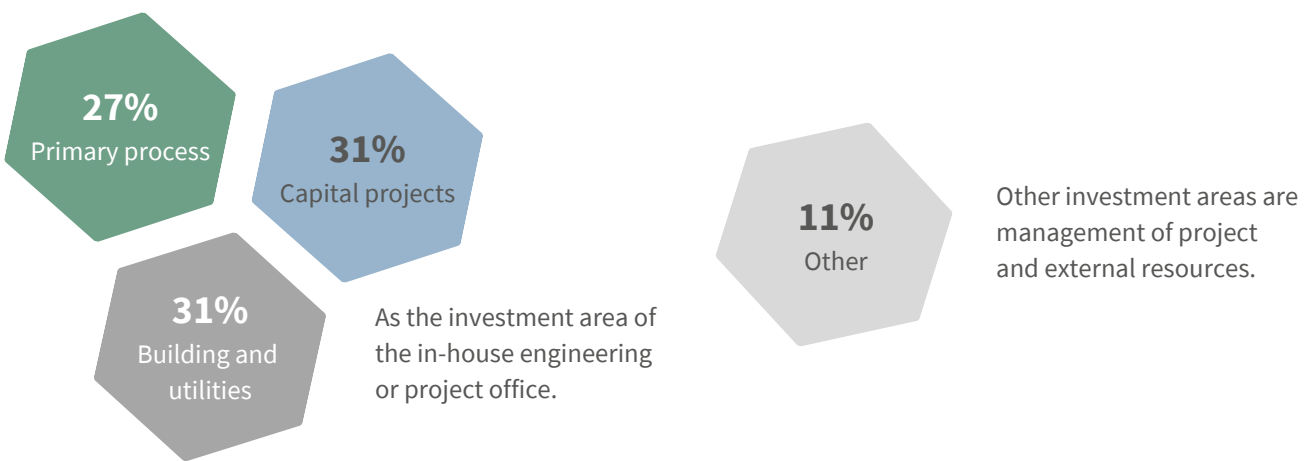 27%
Primary process
31%
Capital projects
31%
Building and
utilities
As the investment area of
the in-house engineering
or project office.
11%
Other
Other investment areas are
management of project
and external resources.